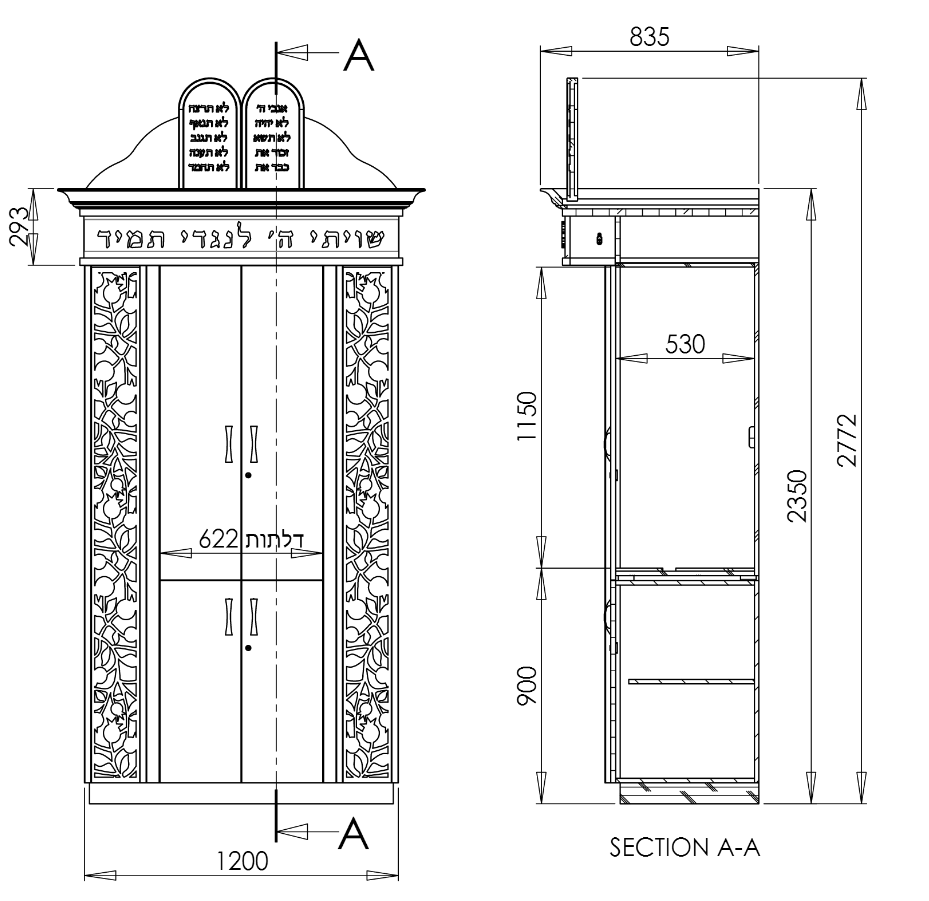 A
835
אנכי ה'
לא יהיה
לא תשא
זכור את
כבד את
לא תרצח
לא תנאף
לא תגנב
לא תענה
לא תחמד
293
שויתי ה' לנגדי תמיד
530
1150
2772
2350
דלתות 622
900
A
1200
SECTION A-A